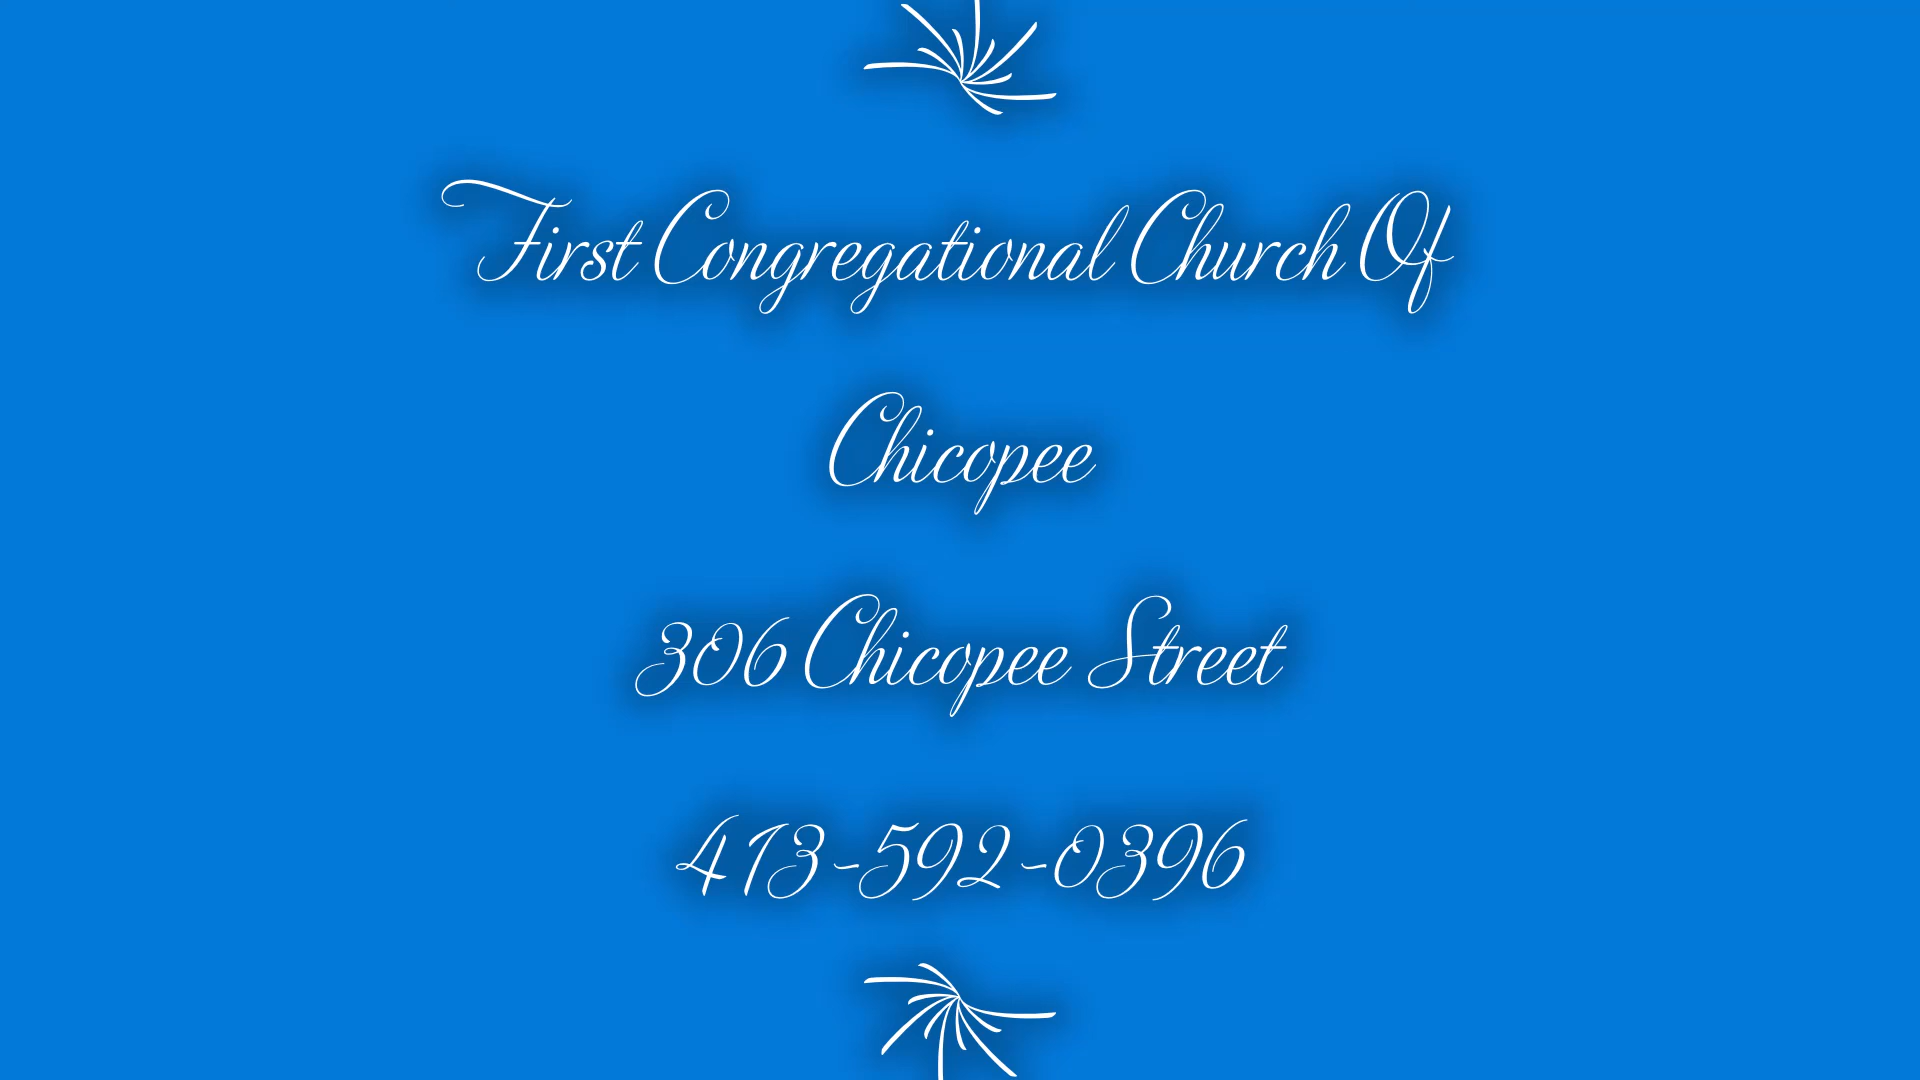 First Congregational Church Of
Chicopee
306 Chicopee Street
413-592-0396